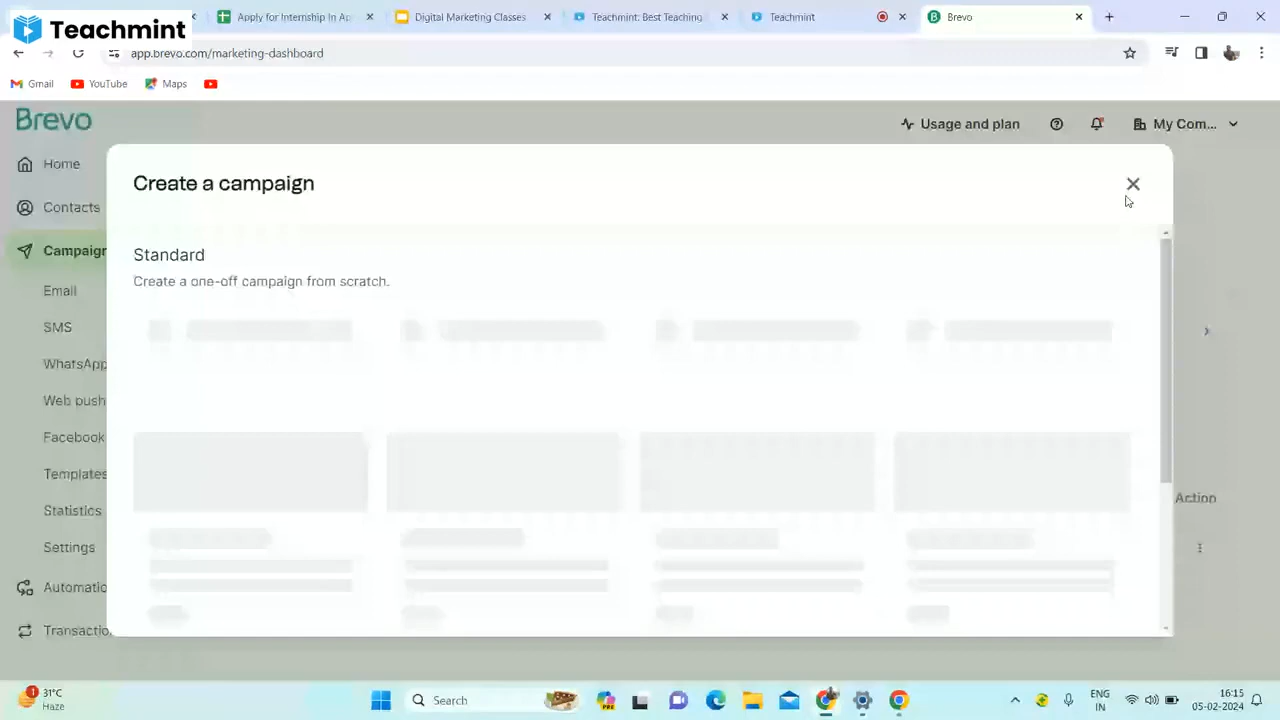 Teachmint
Apply for Internship In Ap
Digital Marketing Classes
Teachmint: Best Teaching
Teachmint
Brevo
app.brevo.com/marketing-dashboard
Gmail
YouTube
Maps
Brevo
Usage and plan
My Com...
Home
Contacts
Campaign
Email
SMS
WhatsApp
Web push
Facebook
Templates
Statistics
Settings
Automatio
Transactio
Create a campaign
Standard
Create a one-off campaign from scratch.
Action
1
31°C
Haze
Search
PRE
ENG
IN
16:15
05-02-2024